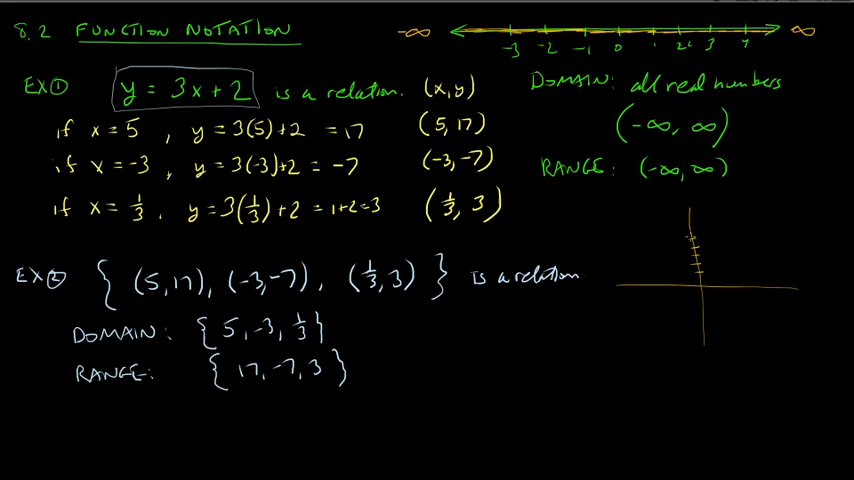 8.2 FUNCTION NOTATION
-∞ ∞
-3 -2 -1 0 1 2 3 4
EX① y = 3x + 2 is a relation. (x, y)
if x = 5, y = 3(5) + 2 = 17 (5, 17)
if x = -3, y = 3(-3) + 2 = -7 (-3, -7)
if x = 1/3, y = 3(1/3) + 2 = 1 + 2 = 3 (1/3, 3)
DOMAIN: all real numbers
(-∞, ∞)
RANGE: (-∞, ∞)
EX② { (5, 17), (-3, -7), (1/3, 3) } is a relation
DOMAIN: { 5, -3, 1/3 }
RANGE: { 17, -7, 3 }